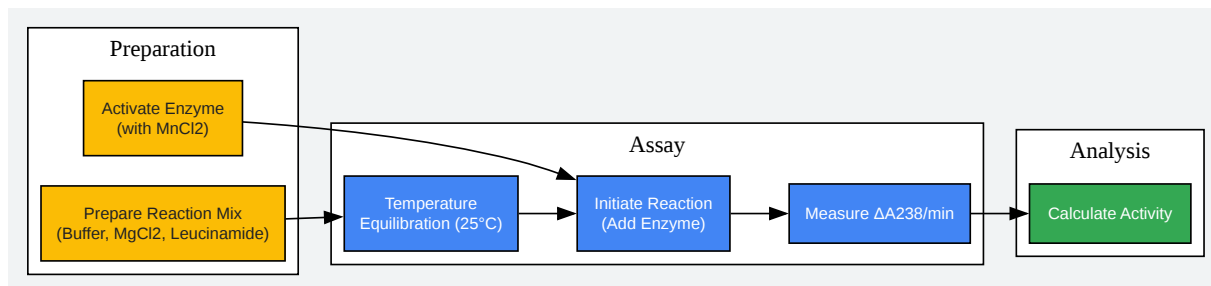 Preparation
Activate Enzyme
(with MnCl2)
Prepare Reaction Mix
(Buffer, MgCl2, Leucinamide)
Assay
Temperature
Equilibration (25°C)
Initiate Reaction
(Add Enzyme)
Measure ΔA238/min
Analysis
Calculate Activity